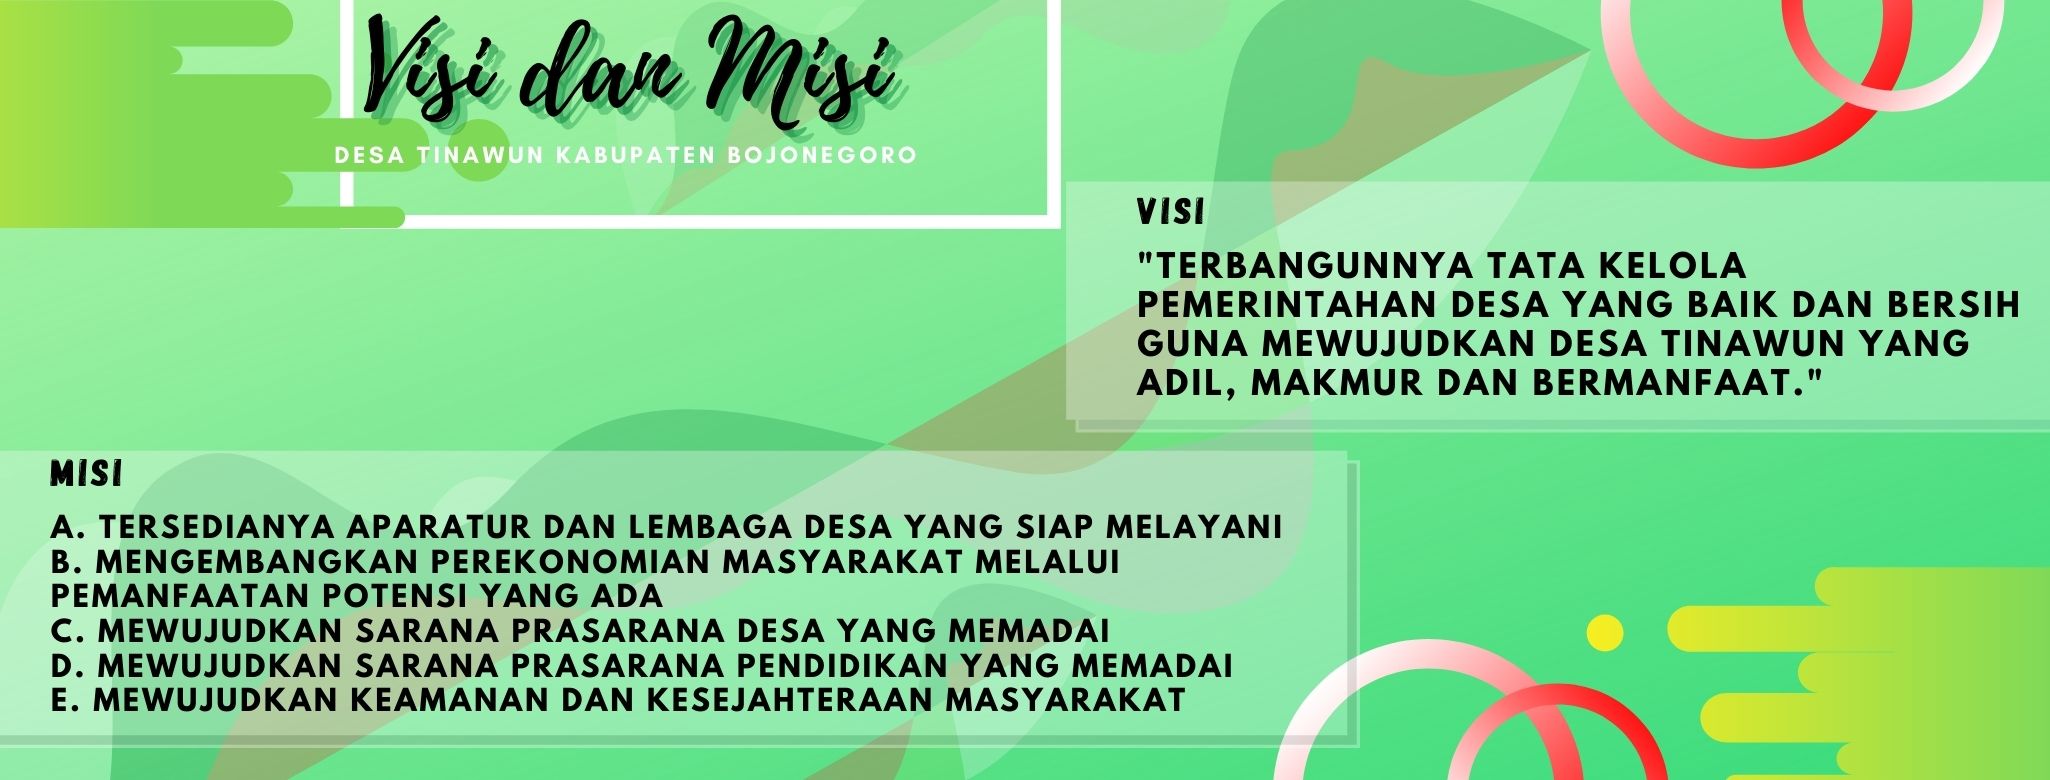 Visi dan Misi
DESA TINAWUN KABUPATEN BOJONEGORO
VISI
"TERBANGUNNYA TATA KELOLA
PEMERINTAHAN DESA YANG BAIK DAN BERSIH
GUNA MEWUJUDKAN DESA TINAWUN YANG
ADIL, MAKMUR DAN BERMANFAAT."
MISI
A. TERSEDIANYA APARATUR DAN LEMBAGA DESA YANG SIAP MELAYANI
B. MENGEMBANGKAN PEREKONOMIAN MASYARAKAT MELALUI
PEMANFAATAN POTENSI YANG ADA
C. MEWUJUDKAN SARANA PRASARANA DESA YANG MEMADAI
D. MEWUJUDKAN SARANA PRASARANA PENDIDIKAN YANG MEMADAI
E. MEWUJUDKAN KEAMANAN DAN KESEJAHTERAAN MASYARAKAT